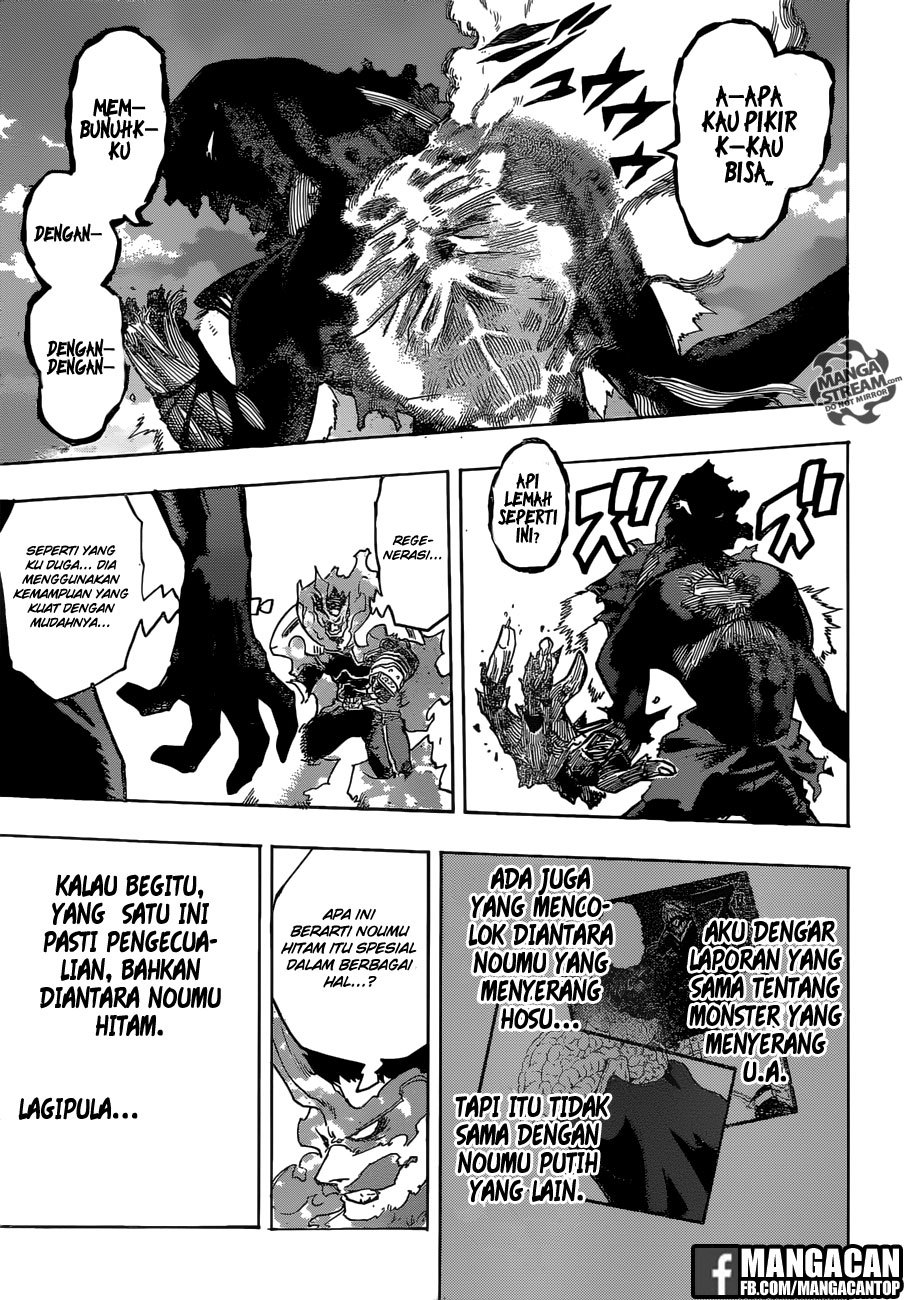 A-APA
KAU PIKIR
K-KAU
BISA...
MEM-
BUNUHK-
KU
DENGAN-
DENGAN-
DENGAN-
MANGA
STREAM.com
DO NOT MIRROR
API
LEMAH
SEPERTI
INI?
ズズ
REGE-
NERASI...
SEPERTI YANG
KU DUGA... DIA
MENGGUNAKAN
KEMAMPUAN YANG
KUAT DENGAN
MUDAHNYA...
AKU DENGAR
LAPORAN YANG
SAMA TENTANG
MONSTER YANG
MENYERANG
U.A.
ADA JUGA
YANG MENCO-
LOK DIANTARA
NOUMU YANG
MENYERANG
HOSU...
TAPI ITU TIDAK
SAMA DENGAN
NOUMU PUTIH
YANG LAIN.
APA INI
BERARTI NOUMU
HITAM ITU SPESIAL
DALAM BERBAGAI
HAL...?
KALAU BEGITU,
YANG SATU INI
PASTI PENGECUA-
LIAN, BAHKAN
DIANTARA NOUMU
HITAM.
LAGIPULA...
f MANGACAN
FB.COM/MANGACANTOP